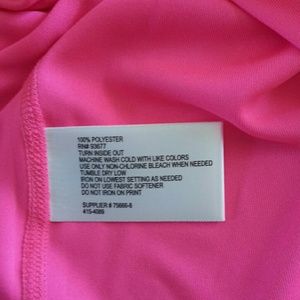 100% POLYESTER
RN# 93677
TURN INSIDE OUT
MACHINE WASH COLD WITH LIKE COLORS
USE ONLY NON-CHLORINE BLEACH WHEN NEEDED
TUMBLE DRY LOW
IRON ON LOWEST SETTING AS NEEDED
DO NOT USE FABRIC SOFTENER
DO NOT IRON ON PRINT
SUPPLIER # 75666-6
415-4089